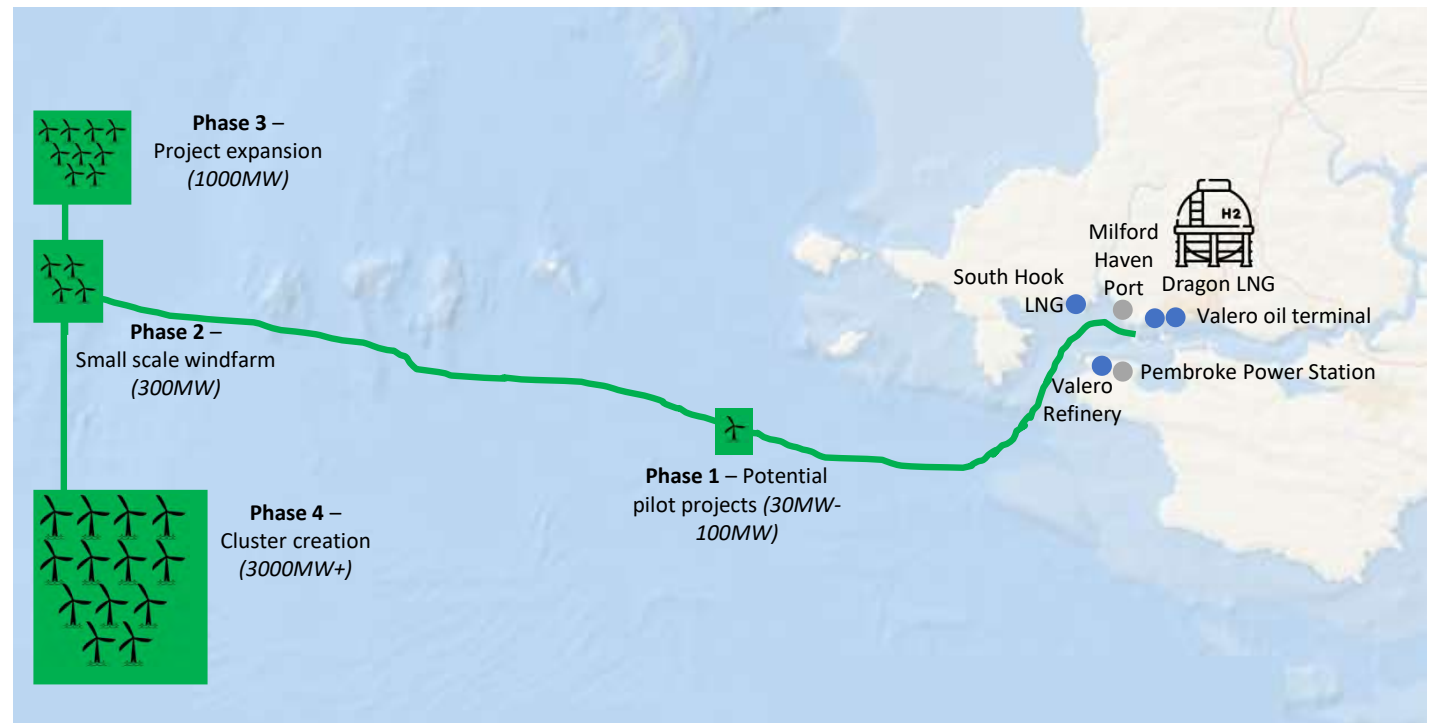 Phase 3 –
Project expansion
(1000MW)
Phase 2 –
Small scale windfarm
(300MW)
Phase 4 –
Cluster creation
(3000MW+)
Phase 1 – Potential
pilot projects (30MW-
100MW)
South Hook
LNG
Milford
Haven
Port
H2
Dragon LNG
Valero oil terminal
Valero
Refinery
Pembroke Power Station